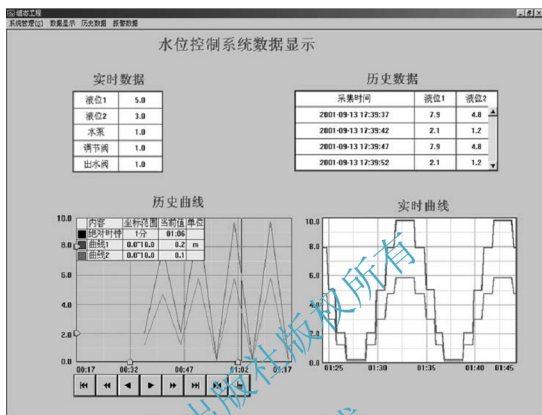 组态工程
系统管理[z] 数据显示 历史数据 报警数据
水位控制系统数据显示
实时数据
液位1 5.0
液位2 3.0
水泵 1.0
调节阀 1.0
出水阀 1.0
历史数据
采集时间 液位1 液位2
2001-09-13 17:39:37 7.9 4.8
2001-09-13 17:39:42 2.1 1.2
2001-09-13 17:39:47 7.9 4.8
2001-09-13 17:39:52 2.1 1.2
历史曲线
内容 坐标范围 当前值 单位
绝对时钟 1分 01:06
曲线1 0.0~10.0 0.2 m
曲线2 0.0~10.0 0.1
10.0
8.0
6.0
4.0
2.0
0.0
00:17 00:32 00:47 01:02 01:17
实时曲线
10.0
8.0
6.0
4.0
2.0
0.0
01:25 01:30 01:35 01:40 01:45
出版社版权所有